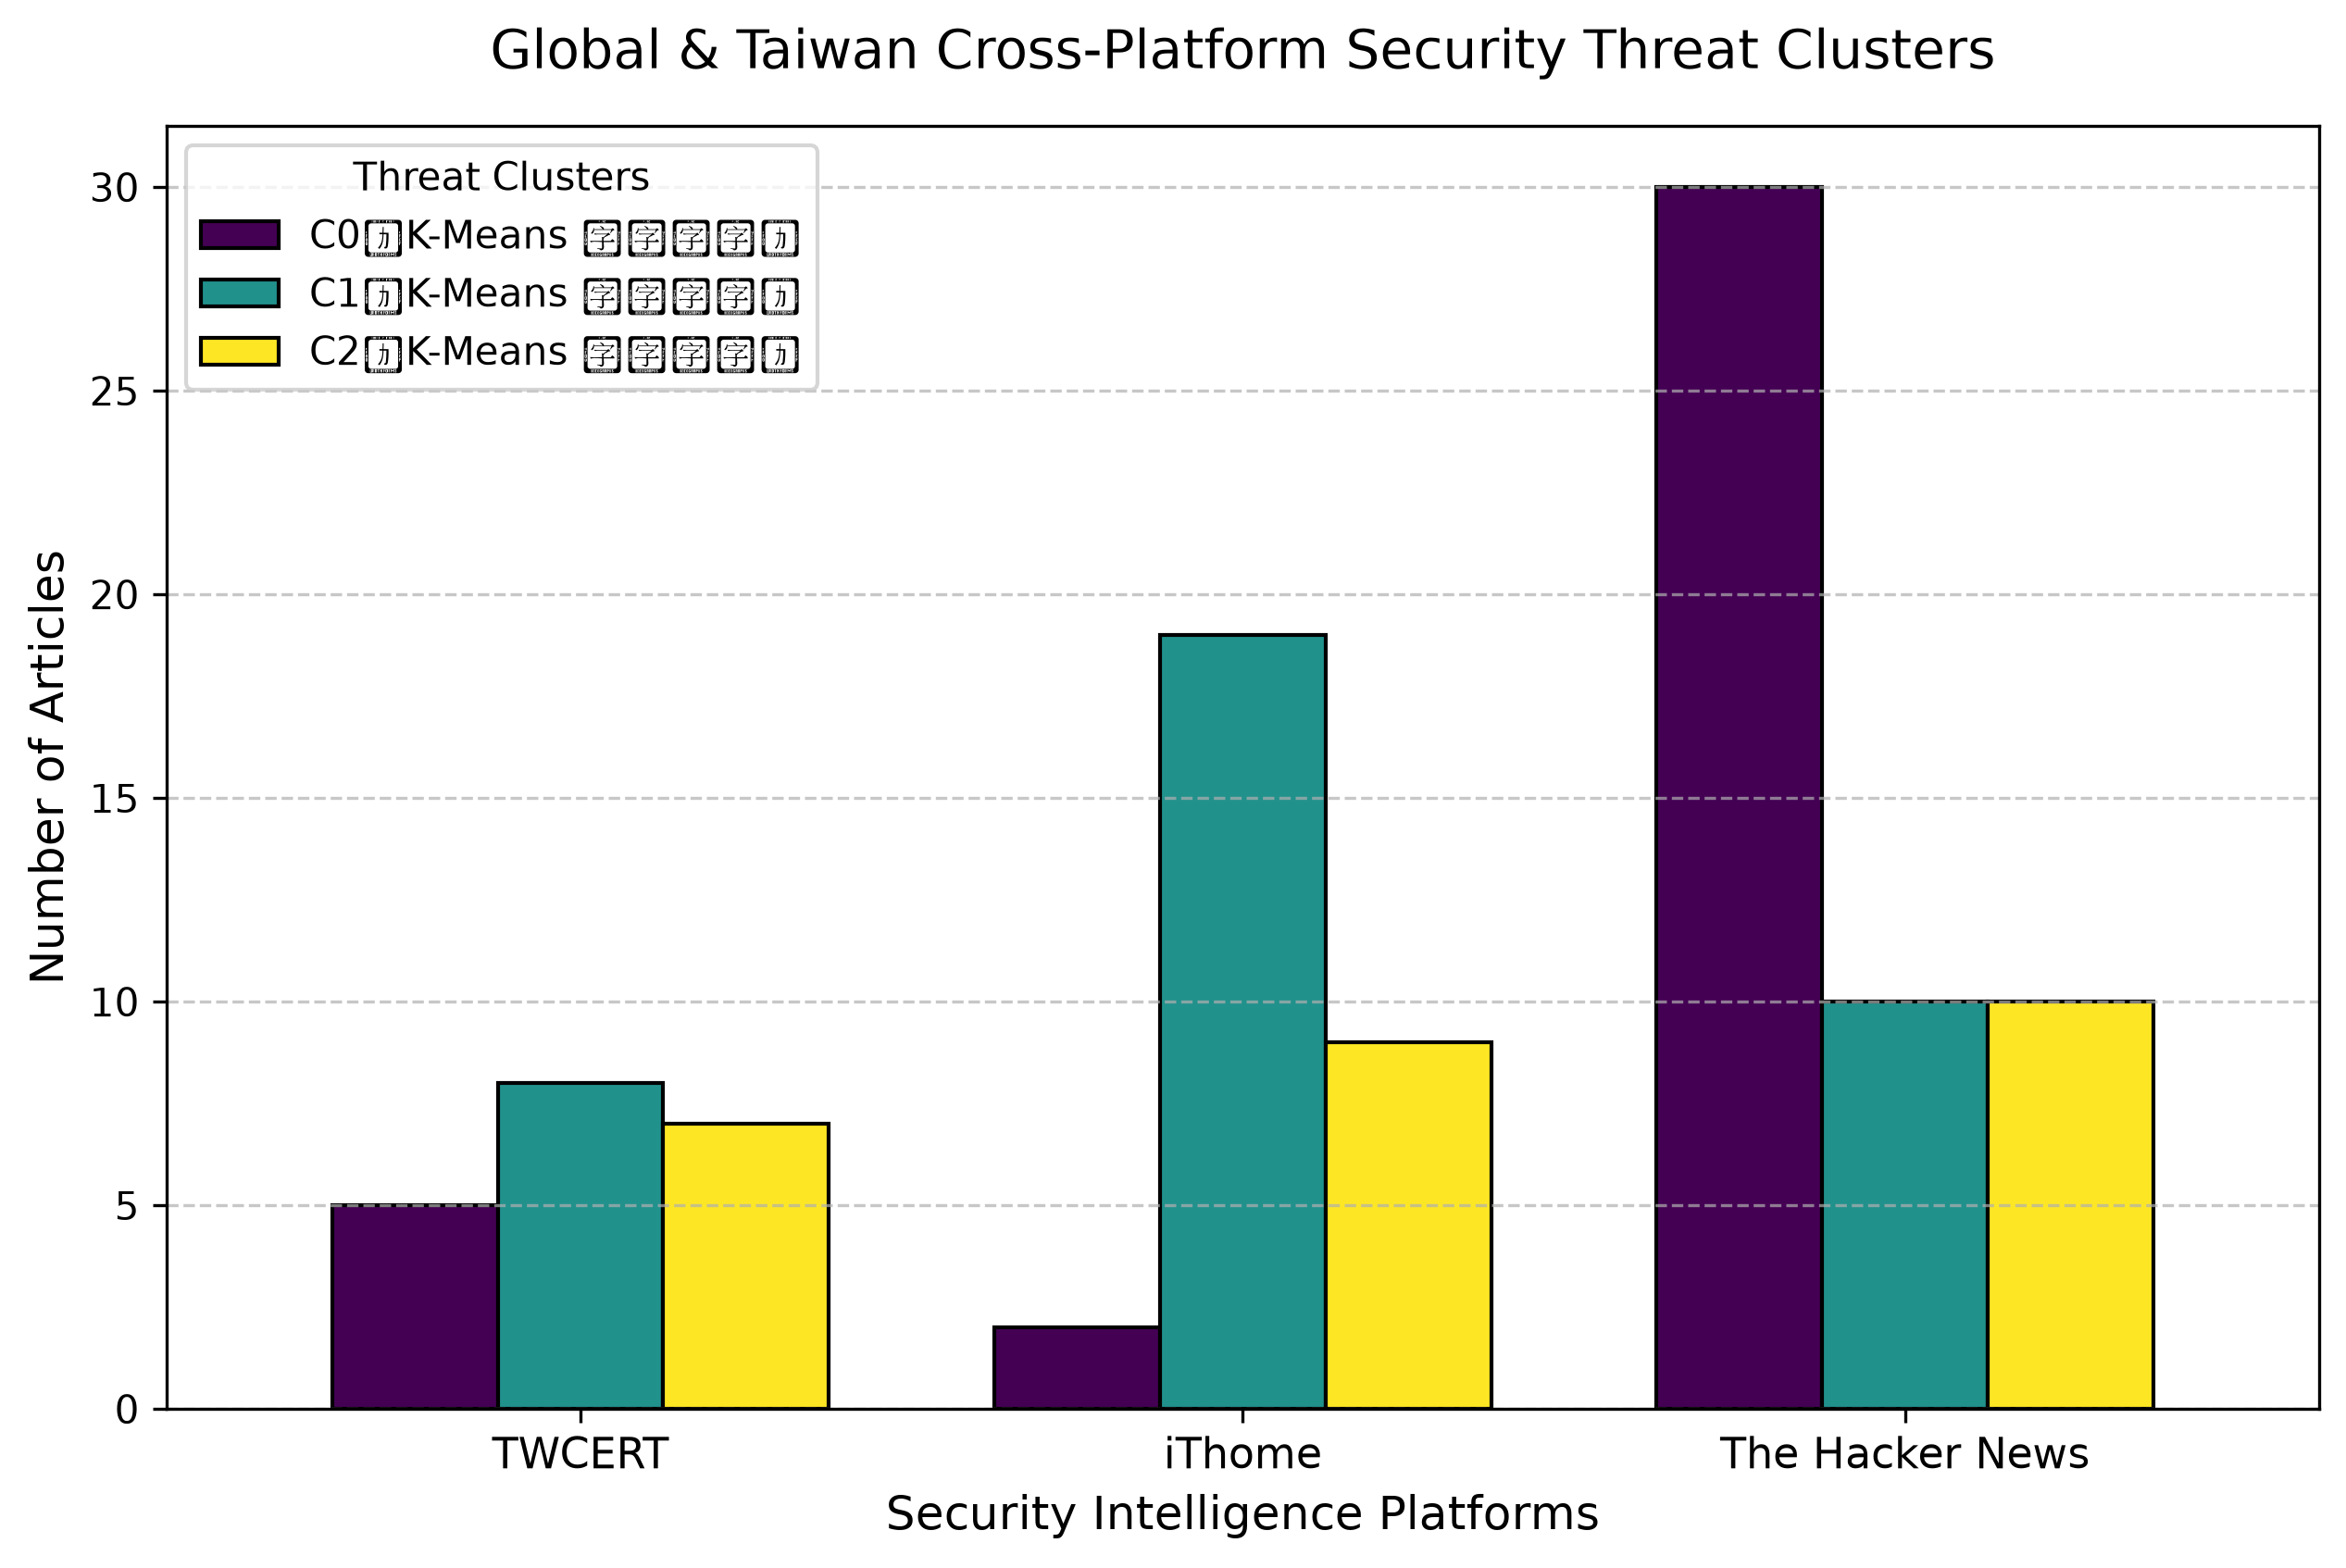 Global & Taiwan Cross-Platform Security Threat Clusters
Threat Clusters
C0 K-Means
C1 K-Means
C2 K-Means
Number of Articles
30
25
20
15
10
5
0
TWCERT
iThome
The Hacker News
Security Intelligence Platforms